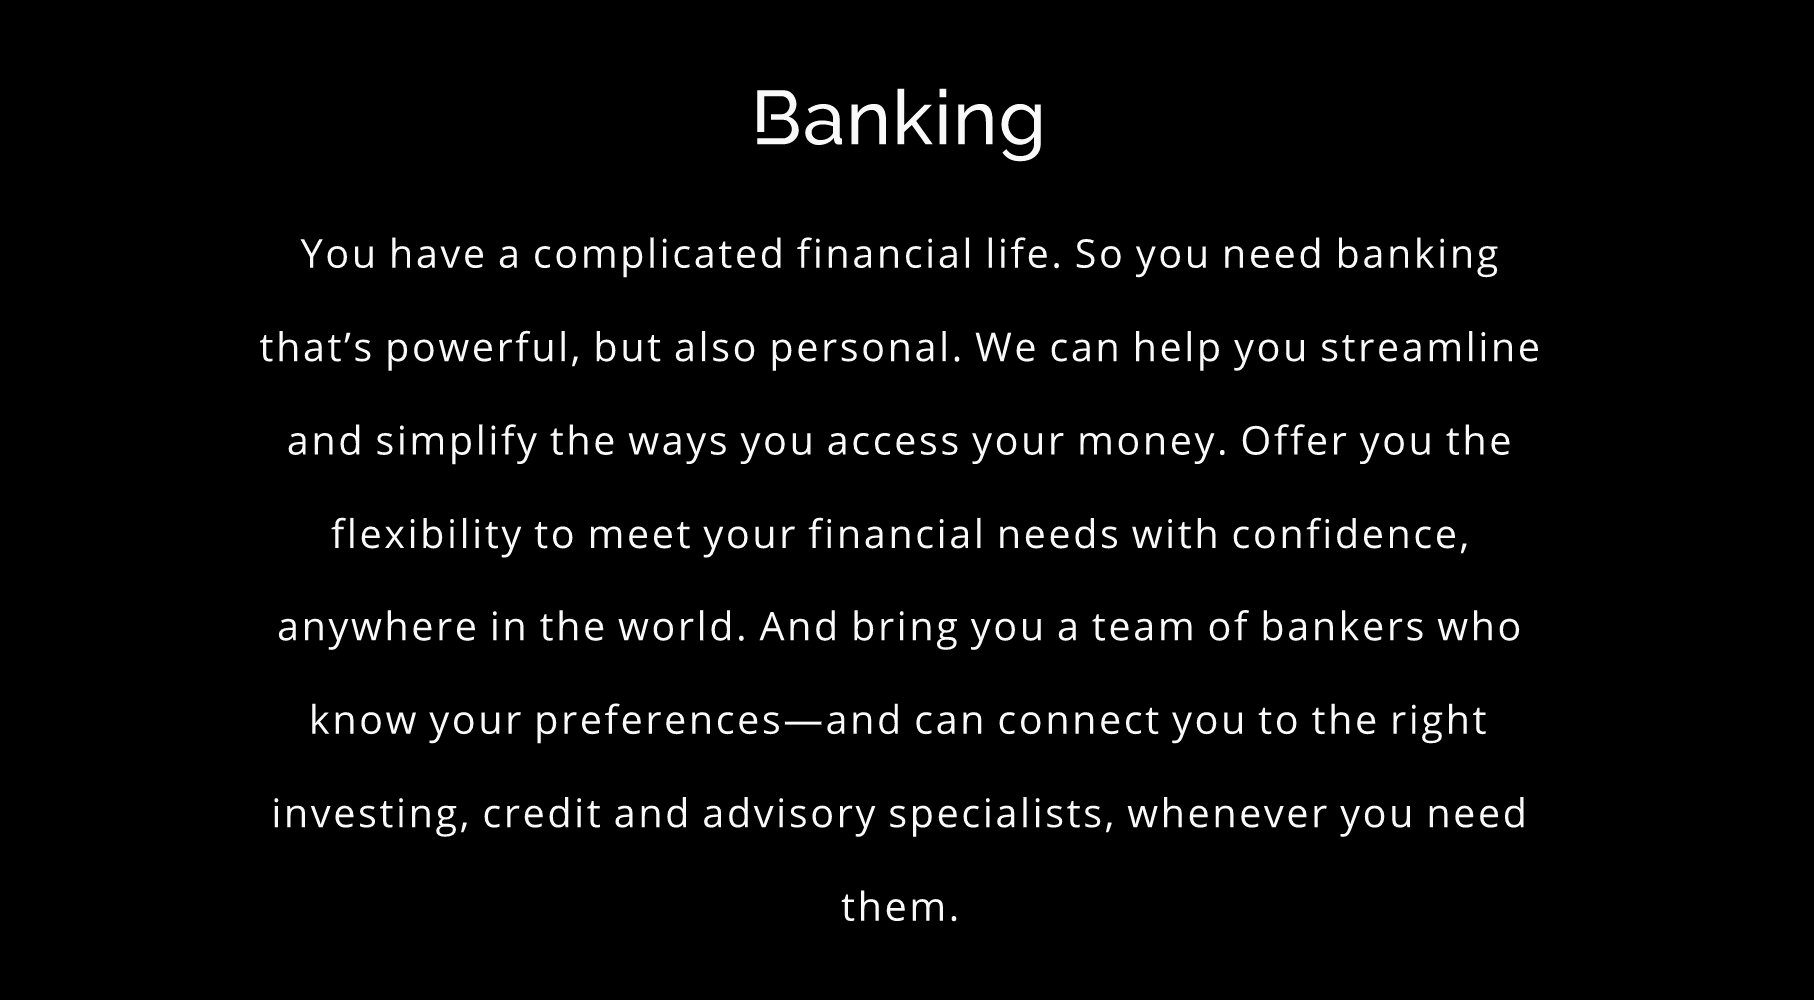 Banking
You have a complicated financial life. So you need banking
that’s powerful, but also personal. We can help you streamline
and simplify the ways you access your money. Offer you the
flexibility to meet your financial needs with confidence,
anywhere in the world. And bring you a team of bankers who
know your preferences—and can connect you to the right
investing, credit and advisory specialists, whenever you need
them.